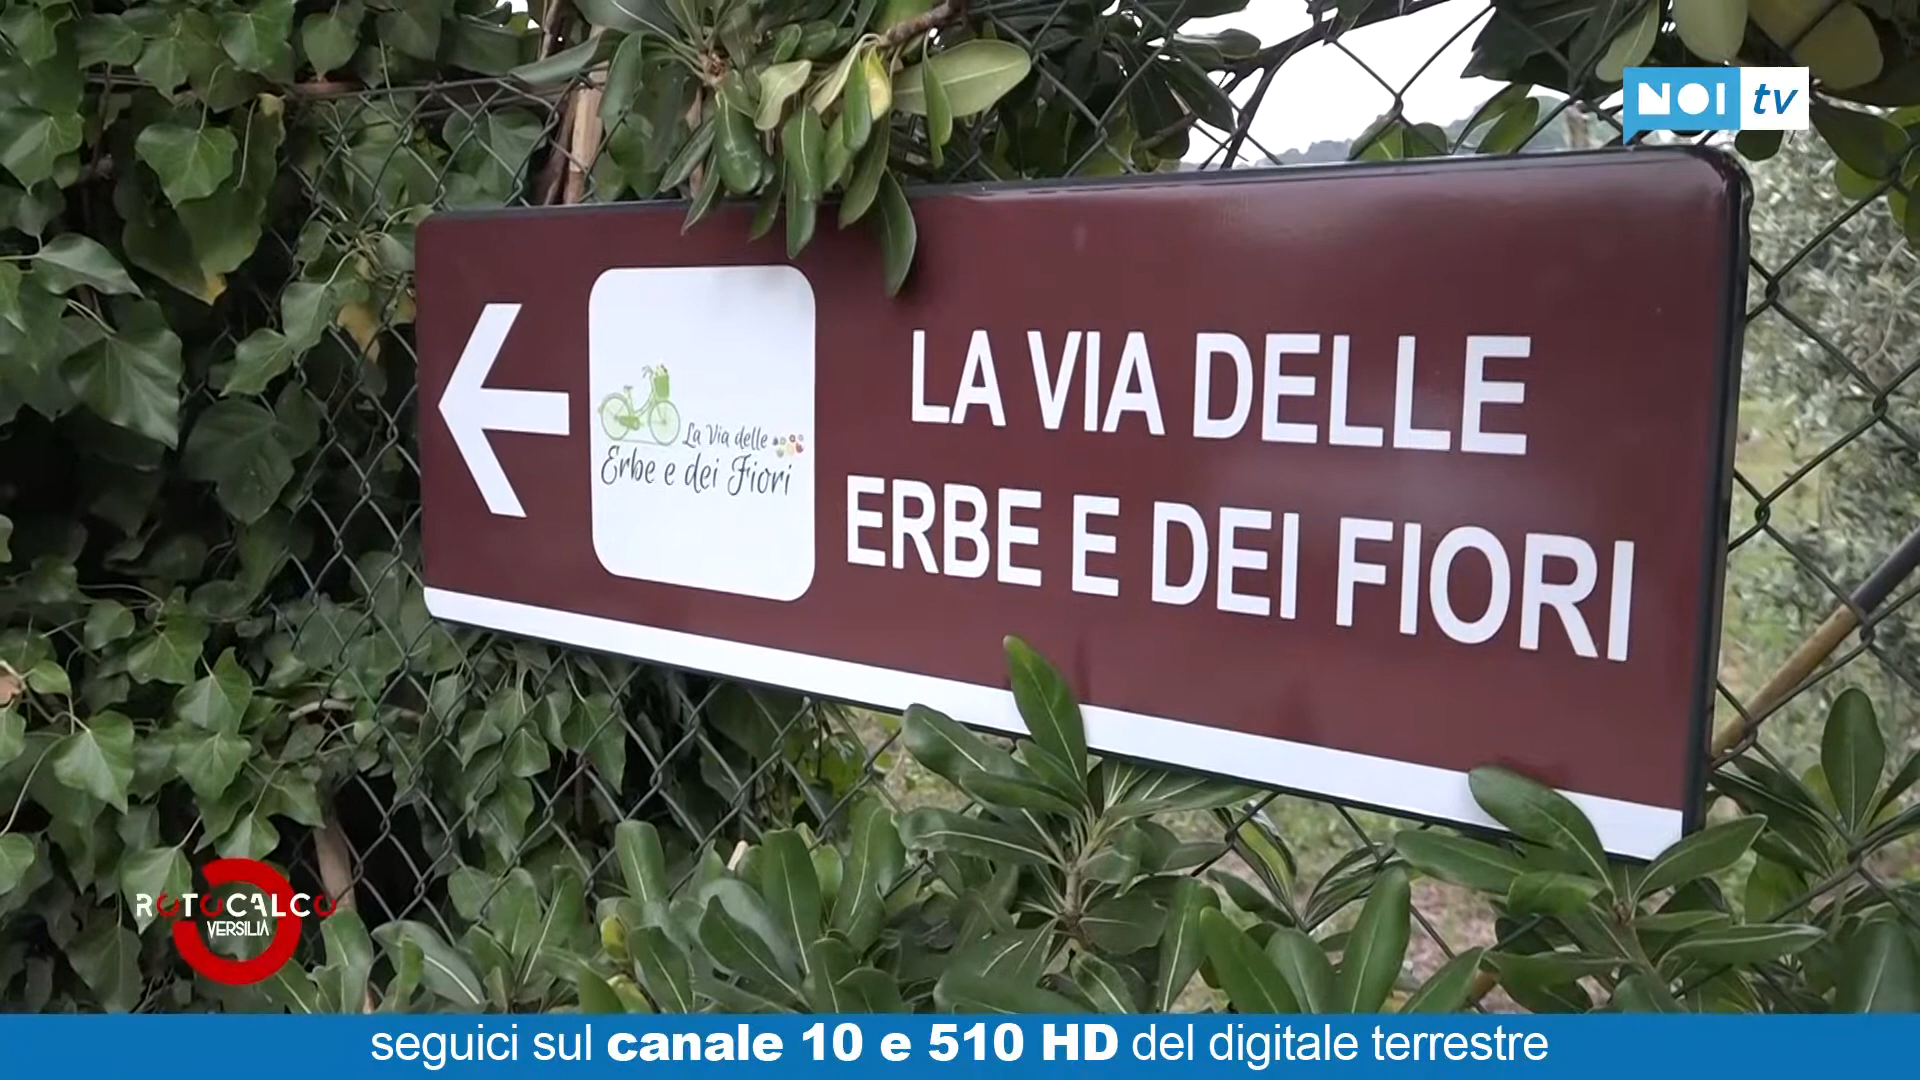 NOI tv
LA VIA DELLE
ERBE E DEI FIORI
La Via delle
Erbe e dei Fiori
ROTOCALCO
VERSILIA
seguici sul canale 10 e 510 HD del digitale terrestre